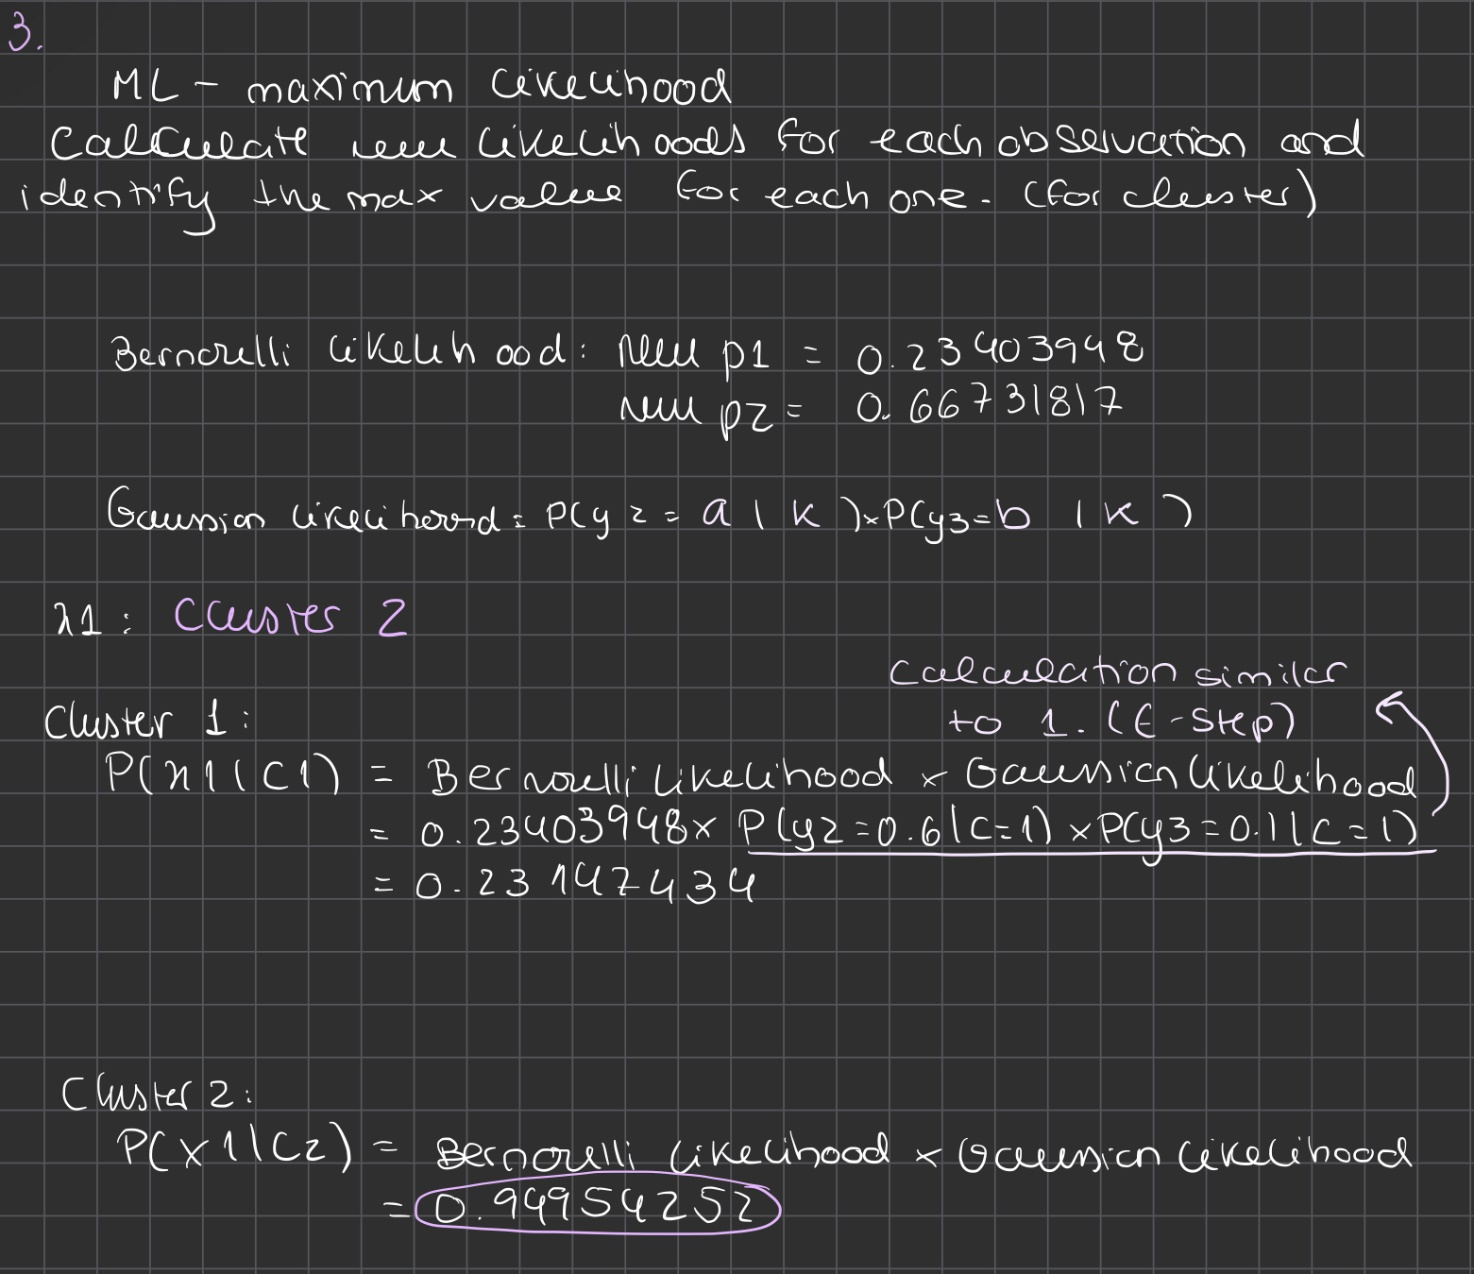 3.
ML - maximum likelihood
Calculate new likelihoods for each observation and
identify the max value for each one. (for cluster)
Bernoulli likelihood: New p1 = 0.23403948
New p2 = 0.66731817
Gaussian likelihood = P(y2 = a | k) x P(y3 = b | k)
x1: Cluster 2
Calculation similar
to 1. (E-Step)
Cluster 1:
P(x1 | C1) = Bernoulli likelihood x Gaussian likelihood
= 0.23403948 x P(y2 = 0.6 | C=1) x P(y3 = 0.1 | C=1)
= 0.23147434
Cluster 2:
P(x1 | C2) = Bernoulli likelihood x Gaussian likelihood
= 0.94954252